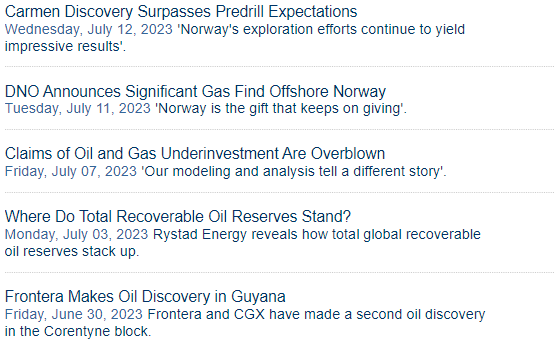 Carmen Discovery Surpasses Predrill Expectations
Wednesday, July 12, 2023 'Norway's exploration efforts continue to yield
impressive results'.
DNO Announces Significant Gas Find Offshore Norway
Tuesday, July 11, 2023 'Norway is the gift that keeps on giving'.
Claims of Oil and Gas Underinvestment Are Overblown
Friday, July 07, 2023 'Our modeling and analysis tell a different story'.
Where Do Total Recoverable Oil Reserves Stand?
Monday, July 03, 2023 Rystad Energy reveals how total global recoverable
oil reserves stack up.
Frontera Makes Oil Discovery in Guyana
Friday, June 30, 2023 Frontera and CGX have made a second oil discovery
in the Corentyne block.